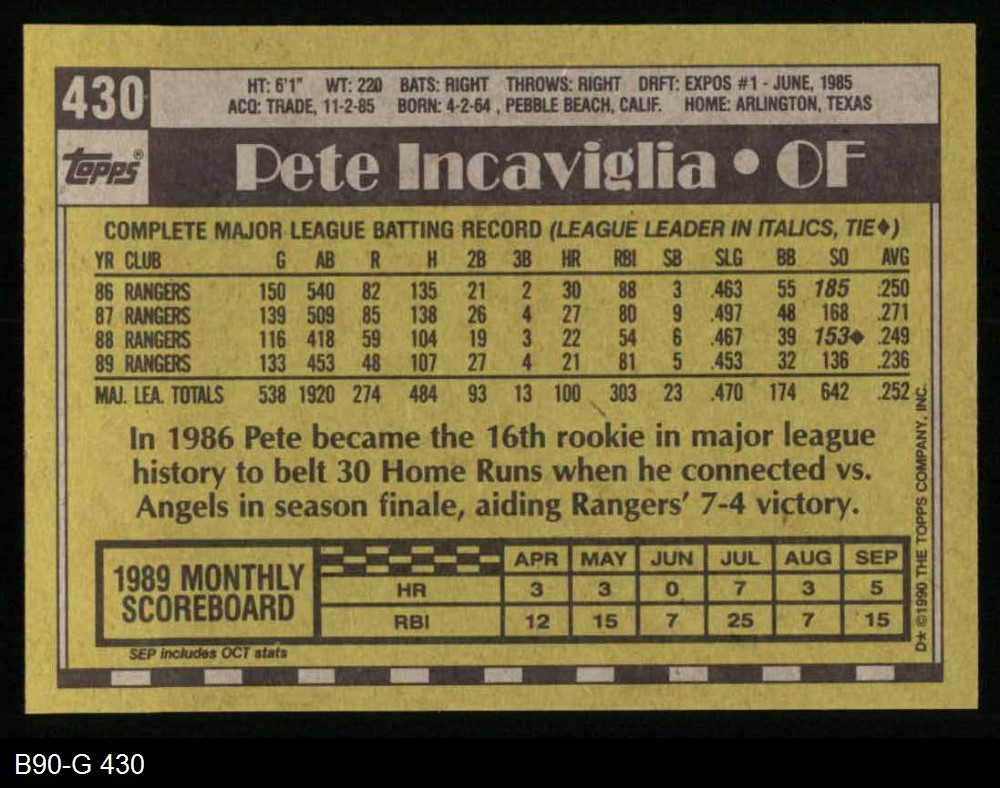 430
HT: 6'1" WT: 220 BATS: RIGHT THROWS: RIGHT DRFT: EXPOS #1 - JUNE, 1985
ACQ: TRADE, 11-2-85 BORN: 4-2-64 , PEBBLE BEACH, CALIF. HOME: ARLINGTON, TEXAS
topps®
Pete Incaviglia • OF
COMPLETE MAJOR LEAGUE BATTING RECORD (LEAGUE LEADER IN ITALICS, TIE♦)
YR CLUB G AB R H 2B 3B HR RBI SB SLG BB SO AVG
86 RANGERS 150 540 82 135 21 2 30 88 3 .463 55 185 .250
87 RANGERS 139 509 85 138 26 4 27 80 9 .497 48 168 .271
88 RANGERS 116 418 59 104 19 3 22 54 6 .467 39 153♦ .249
89 RANGERS 133 453 48 107 27 4 21 81 5 .453 32 136 .236
MAJ. LEA. TOTALS 538 1920 274 484 93 13 100 303 23 .470 174 642 .252
In 1986 Pete became the 16th rookie in major league
history to belt 30 Home Runs when he connected vs.
Angels in season finale, aiding Rangers' 7-4 victory.
1989 MONTHLY
SCOREBOARD
APR MAY JUN JUL AUG SEP
HR 3 3 0 7 3 5
RBI 12 15 7 25 7 15
SEP includes OCT stats
D* ©1990 THE TOPPS COMPANY, INC.
B90-G 430